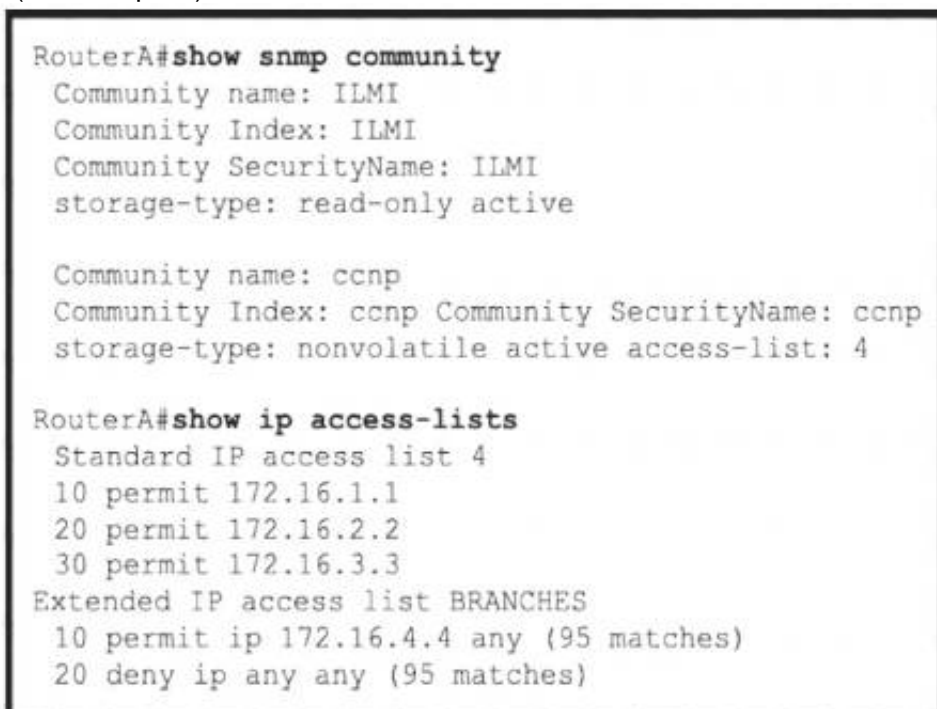 RouterA#show snmp community
Community name: ILMI
Community Index: ILMI
Community SecurityName: ILMI
storage-type: read-only active
Community name: ccnp
Community Index: ccnp Community SecurityName: ccnp
storage-type: nonvolatile active access-list: 4
RouterA#show ip access-lists
Standard IP access list 4
10 permit 172.16.1.1
20 permit 172.16.2.2
30 permit 172.16.3.3
Extended IP access list BRANCHES
10 permit ip 172.16.4.4 any (95 matches)
20 deny ip any any (95 matches)